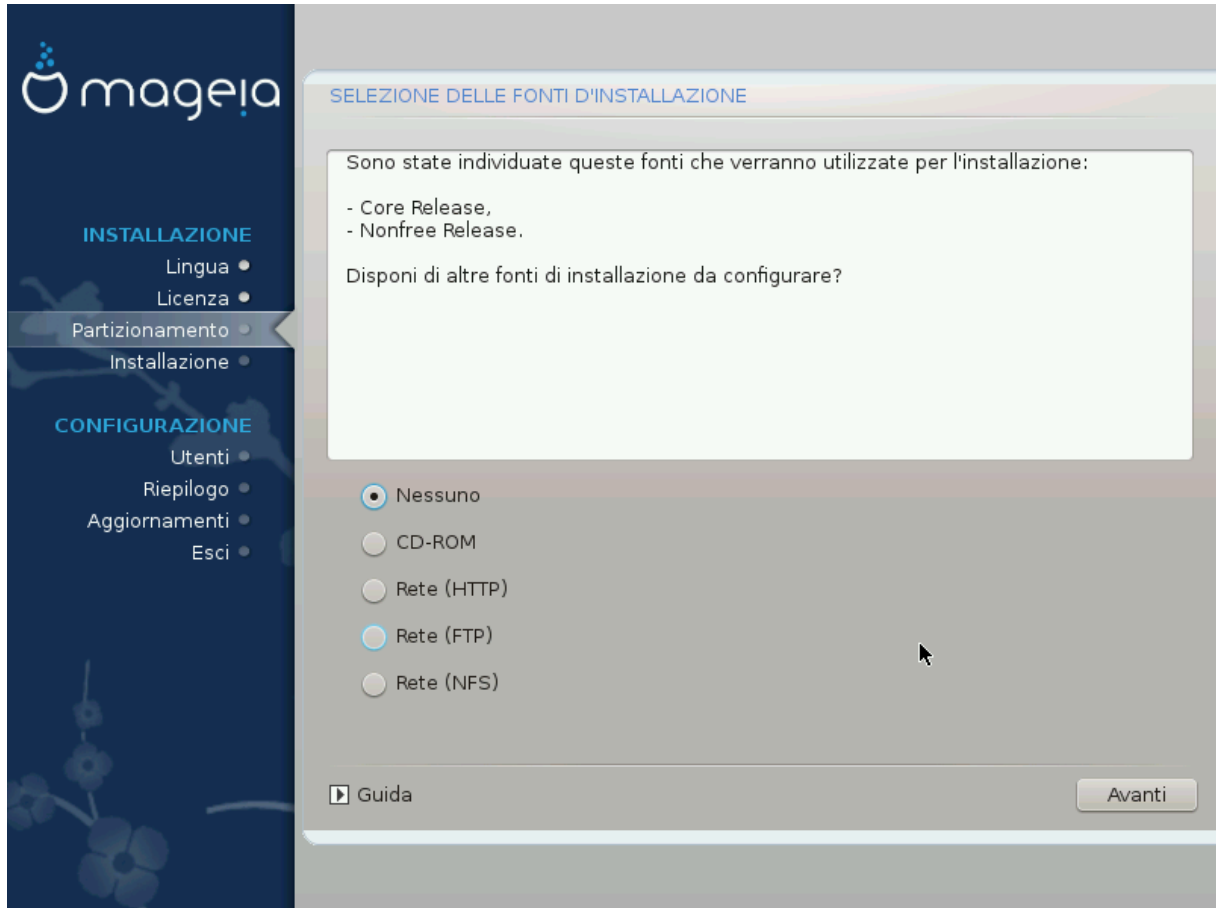 mageia
INSTALLAZIONE
Lingua
Licenza
Partizionamento
Installazione
CONFIGURAZIONE
Utenti
Riepilogo
Aggiornamenti
Esci
SELEZIONE DELLE FONTI D'INSTALLAZIONE
Sono state individuate queste fonti che verranno utilizzate per l'installazione:
- Core Release,
- Nonfree Release.
Disponi di altre fonti di installazione da configurare?
Nessuno
CD-ROM
Rete (HTTP)
Rete (FTP)
Rete (NFS)
Guida
Avanti